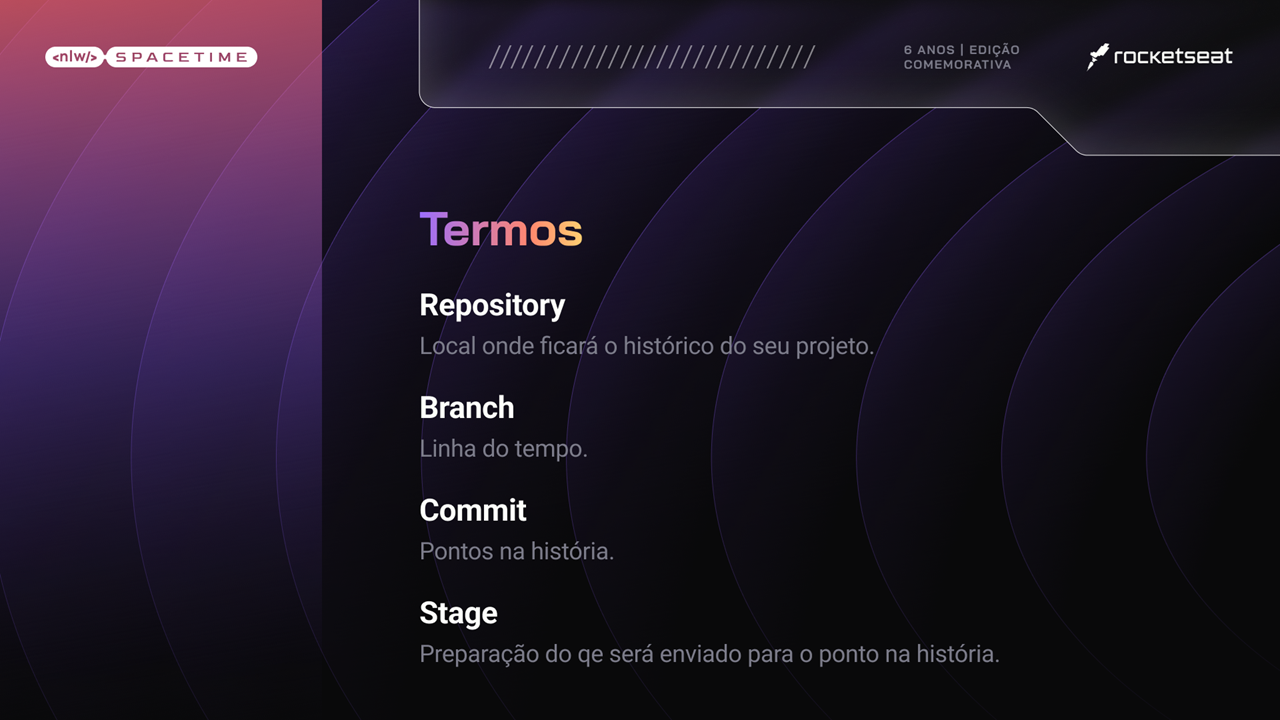 <nlw/> SPACETIME
//////////////////////////
6 ANOS | EDIÇÃO
COMEMORATIVA
rocketseat
Termos
Repository
Local onde ficará o histórico do seu projeto.
Branch
Linha do tempo.
Commit
Pontos na história.
Stage
Preparação do qe será enviado para o ponto na história.